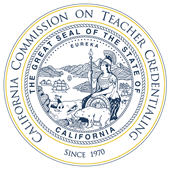 CALIFORNIA COMMISSION ON TEACHER CREDENTIALING
THE GREAT SEAL OF THE STATE OF
EUREKA
CALIFORNIA
SINCE 1970